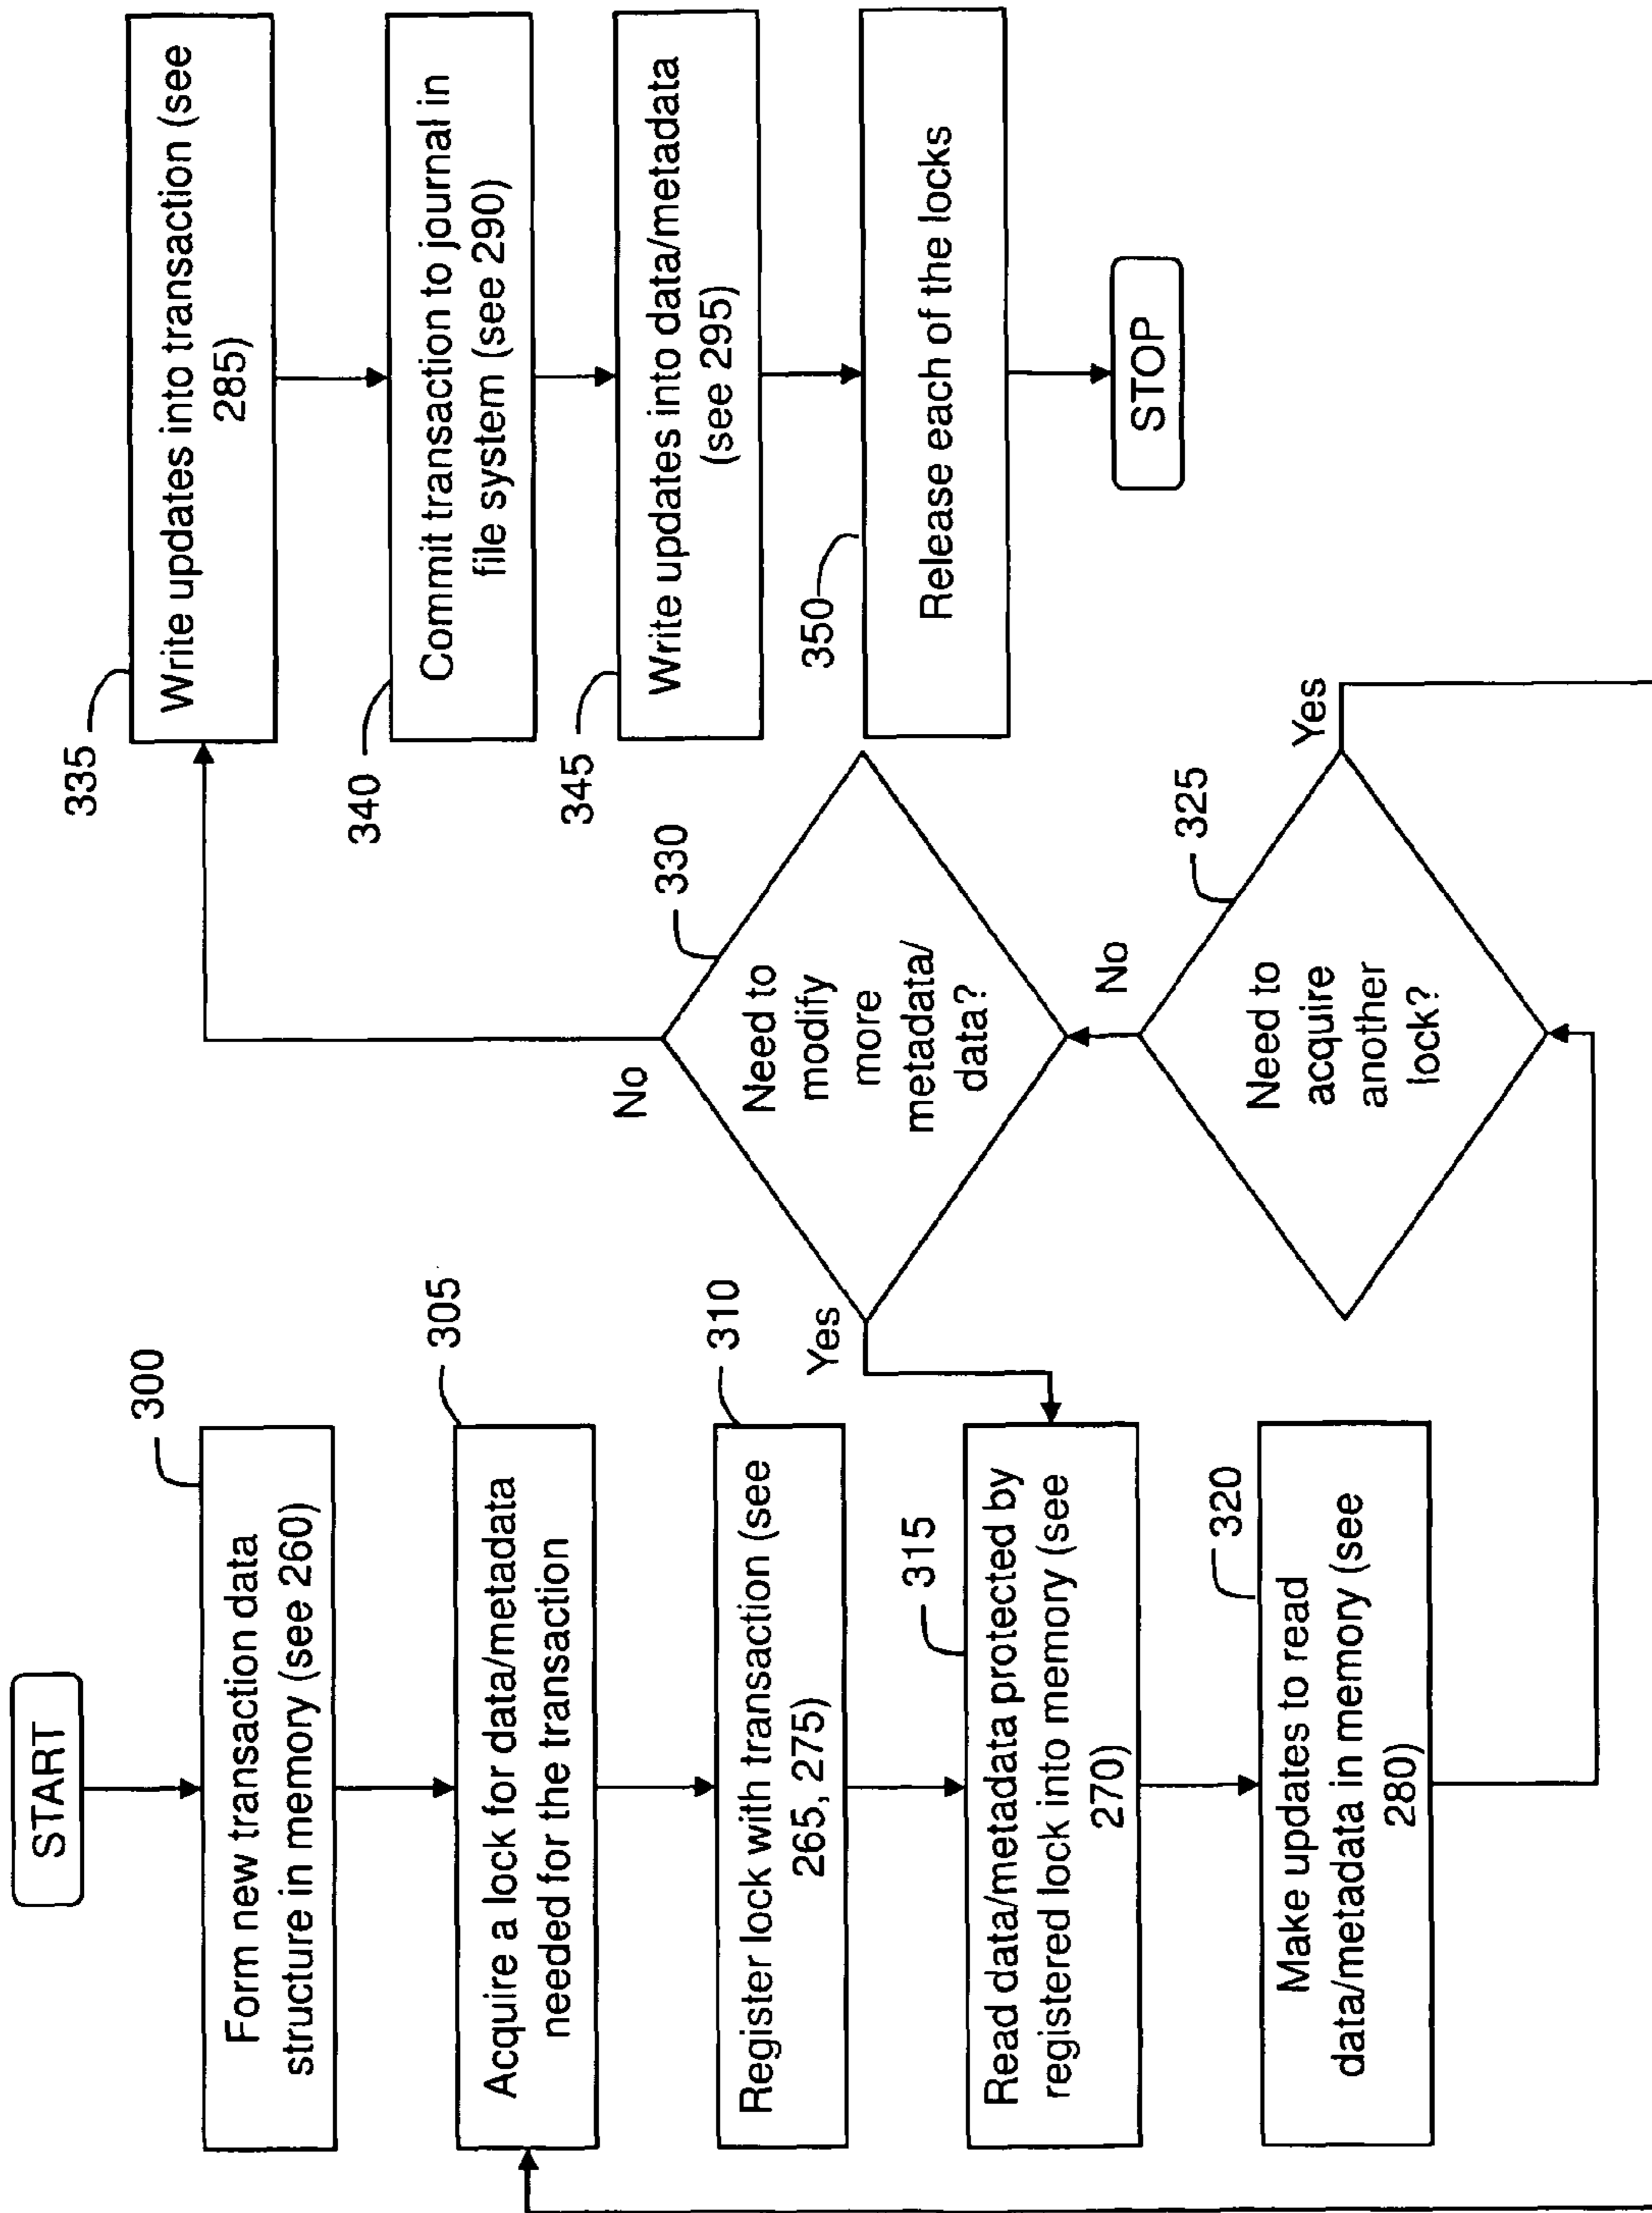 START
300
Form new transaction data
structure in memory (see 260)
305
Acquire a lock for data/metadata
needed for the transaction
310
Register lock with transaction (see
265, 275)
315
Read data/metadata protected by
registered lock into memory (see
270)
320
Make updates to read
data/metadata in memory (see
280)
325
Need to
acquire
another
lock?
Yes
No
330
Need to
modify
more
metadata/
data?
Yes
No
335
Write updates into transaction (see
285)
340
Commit transaction to journal in
file system (see 290)
345
Write updates into data/metadata
(see 295)
350
Release each of the locks
STOP